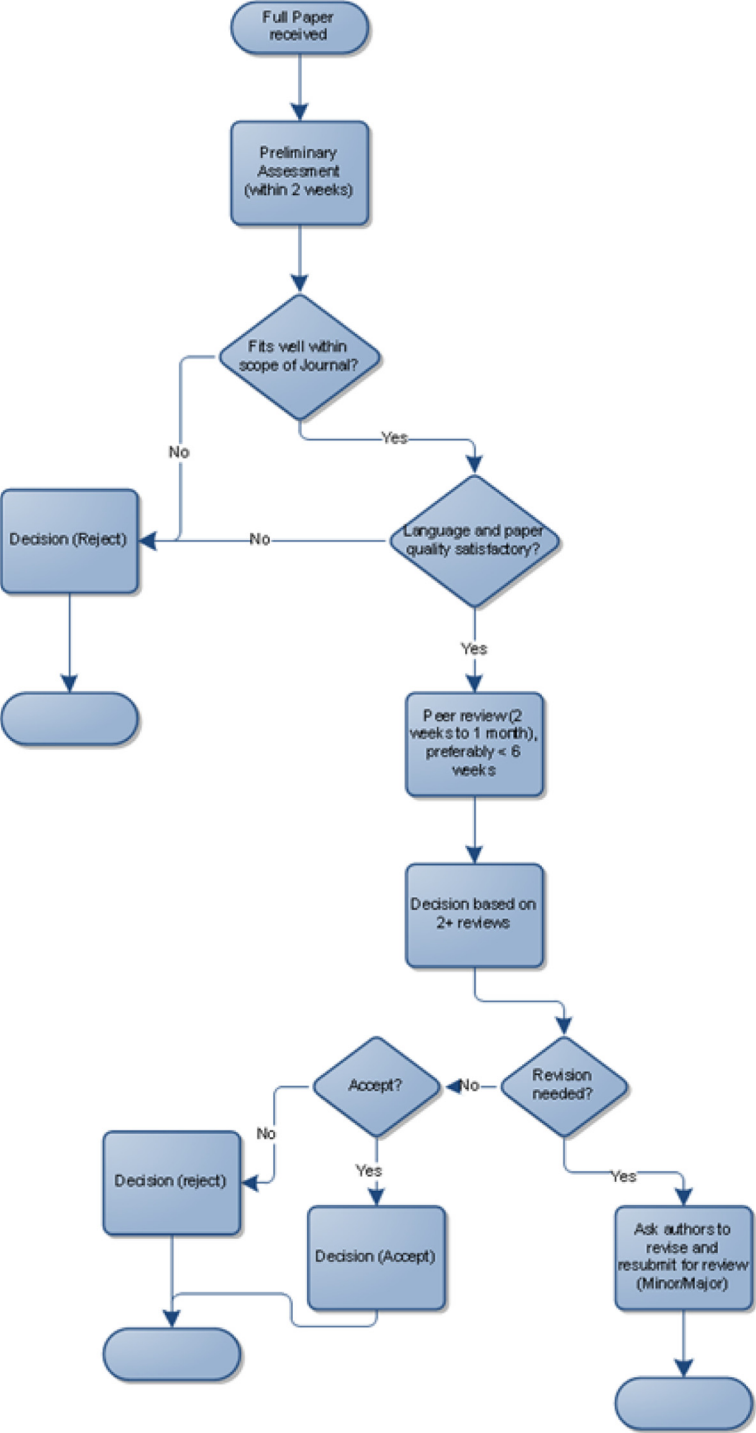 Full Paper
received
Preliminary
Assessment
(within 2 weeks)
Fits well within
scope of Journal?
Yes
No
Decision (Reject)
No
Language and paper
quality satisfactory?
Yes
Peer review (2
weeks to 1 month),
preferably < 6
weeks
Decision based on
2+ reviews
Accept?
No
Revision
needed?
No
Yes
Yes
Decision (reject)
Decision (Accept)
Ask authors to
revise and
resubmit for review
(Minor/Major)